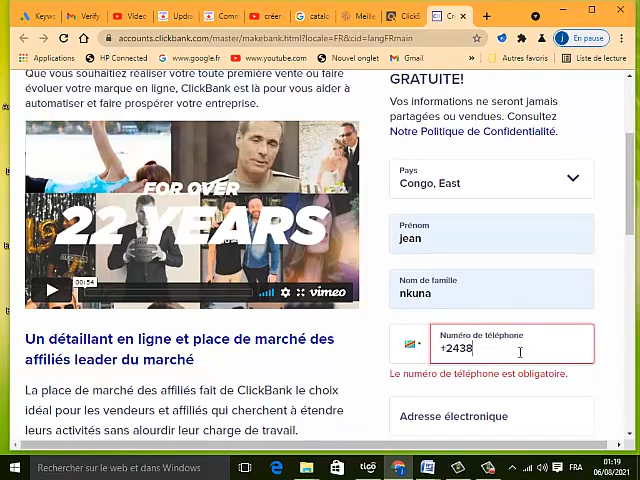 Keywo
M Verify
Upda
Comm
créer
catalo
Meille
ClickB
Cr
accounts.clickbank.com/master/makebank.html?locale=FR&cid=langFRmain
En pause
Applications
HP Connected
www.google.fr
www.youtube.com
Nouvel onglet
Gmail
Autres favoris
Liste de lecture
Que vous souhaitiez réaliser votre toute première vente ou faire
évoluer votre marque en ligne, ClickBank est là pour vous aider à
automatiser et faire prospérer votre entreprise.
FOR OVER
22 YEARS
00:54
vimeo
Un détaillant en ligne et place de marché des
affiliés leader du marché
La place de marché des affiliés fait de ClickBank le choix
idéal pour les vendeurs et affiliés qui cherchent à étendre
leurs activités sans alourdir leur charge de travail.
GRATUITE!
Vos informations ne seront jamais
partagées ou vendues. Consultez
Notre Politique de Confidentialité.
Pays
Congo, East
Prénom
jean
Nom de famille
nkuna
Numéro de téléphone
+2438
Le numéro de téléphone est obligatoire.
Adresse électronique
Rechercher sur le web et dans Windows
tigo
FRA
01:19
06/08/2021